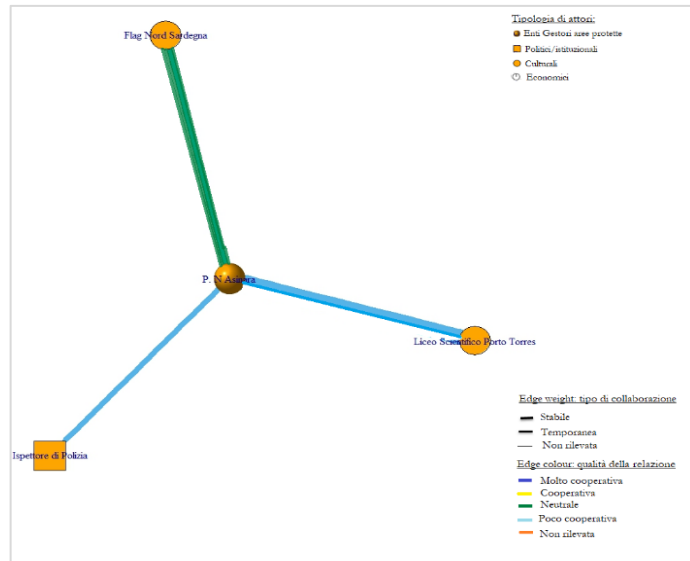 Tipologia di attori:
Enti Gestori aree protette
Politici/istituzionali
Culturali
Economici
Flag Nord Sardegna
P. N Asinara
Liceo Scientifico Porto Torres
Ispettore di Polizia
Edge weight: tipo di collaborazione
Stabile
Temporanea
Non rilevata
Edge colour: qualità della relazione
Molto cooperativa
Cooperativa
Neutrale
Poco cooperativa
Non rilevata